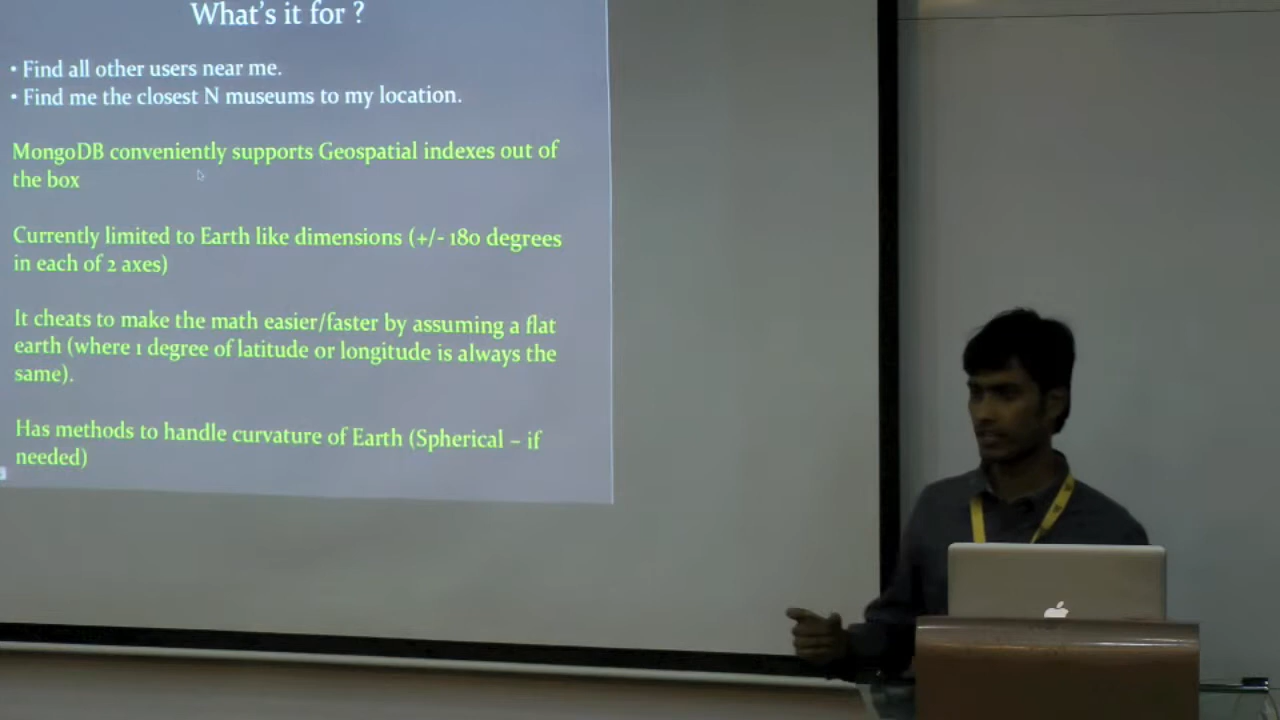 What's it for ?
• Find all other users near me.
• Find me the closest N museums to my location.
MongoDB conveniently supports Geospatial indexes out of
the box
Currently limited to Earth like dimensions (+/- 180 degrees
in each of 2 axes)
It cheats to make the math easier/faster by assuming a flat
earth (where 1 degree of latitude or longitude is always the
same).
Has methods to handle curvature of Earth (Spherical – if
needed)